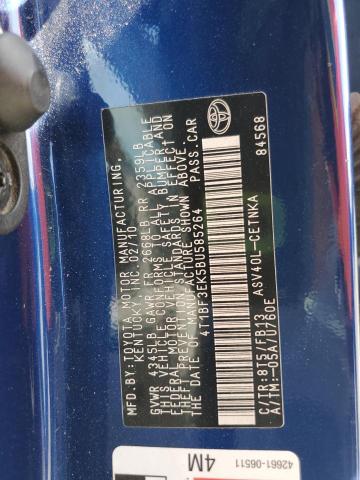 MFD.BY:TOYOTA MOTOR MANUFACTURING,
KENTUCKY, INC. 02/10
GVWR 4345LB GAWR FR 2668LB RR 2359LB
THIS VEHICLE CONFORMS TO ALL APPLICABLE
FEDERAL MOTOR VEHICLE SAFETY, BUMPER AND
THEFT PREVENTION STANDARDS IN EFFECT ON
THE DATE OF MANUFACTURE SHOWN ABOVE.
4T1BF3EK5BU585264 PASS.CAR
C/TR:8T5/FB13 ASV40L-CETNKA
A/TM:-05A/U760E
84568
42661-06511
4M